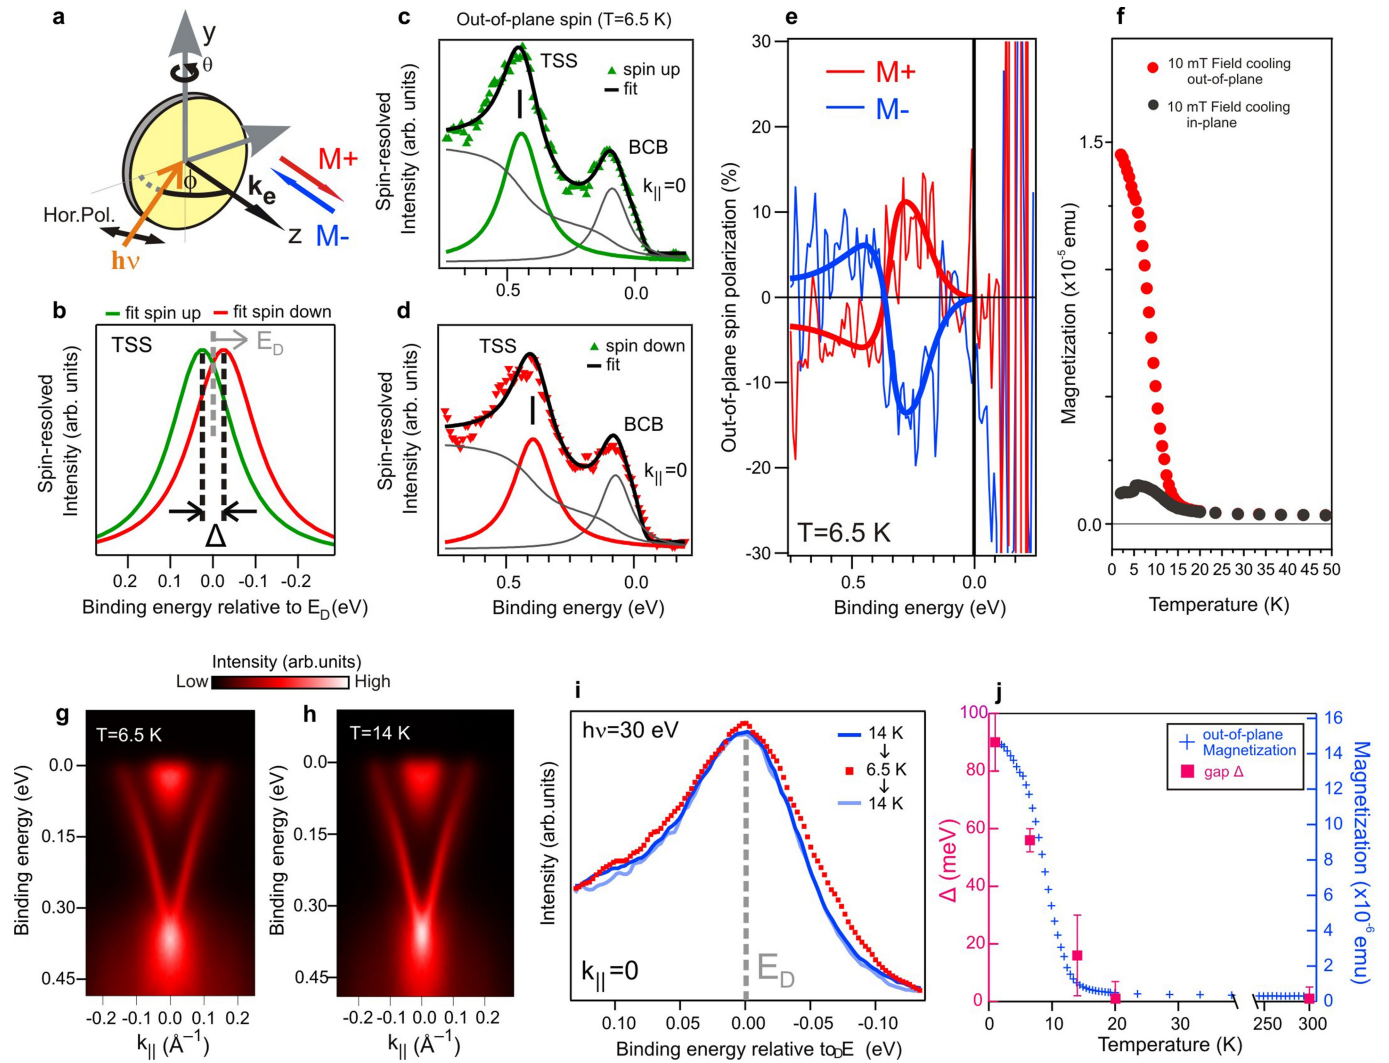 a
y
θ
M+
ϕ
ke
Hor.Pol.
z
M-
hν
b
fit spin up
fit spin down
TSS
E_D
Spin-resolved
Intensity (arb. units)
Δ
0.2 0.1 0.0 -0.1 -0.2
Binding energy relative to E_D (eV)
c
Out-of-plane spin (T=6.5 K)
TSS
spin up
fit
BCB
k||=0
Spin-resolved
Intensity (arb. units)
0.5 0.0
d
TSS
spin down
fit
BCB
k||=0
Spin-resolved
Intensity (arb. units)
0.5 0.0
Binding energy (eV)
e
30
20
10
0
-10
-20
-30
M+
M-
Out-of-plane spin polarization (%)
T=6.5 K
0.5 0.0
Binding energy (eV)
f
10 mT Field cooling
out-of-plane
10 mT Field cooling
in-plane
1.5
0.0
Magnetization (x10⁻⁵ emu)
0 5 10 15 20 25 30 35 40 45 50
Temperature (K)
Intensity (arb.units)
Low High
g
T=6.5 K
0.0
0.15
0.30
0.45
Binding energy (eV)
-0.2 -0.1 0.0 0.1 0.2
k|| (Å⁻¹)
h
T=14 K
0.0
0.15
0.30
0.45
Binding energy (eV)
-0.2 -0.1 0.0 0.1 0.2
k|| (Å⁻¹)
i
hν=30 eV
14 K
↓
6.5 K
↓
14 K
Intensity (arb.units)
k||=0
E_D
0.10 0.05 0.00 -0.05 -0.10
Binding energy relative to_DE (eV)
j
100
80
60
40
20
0
Δ (meV)
out-of-plane
Magnetization
gap Δ
16
14
12
10
8
6
4
2
0
Magnetization (x10⁻⁶ emu)
0 10 20 30 250 300
Temperature (K)